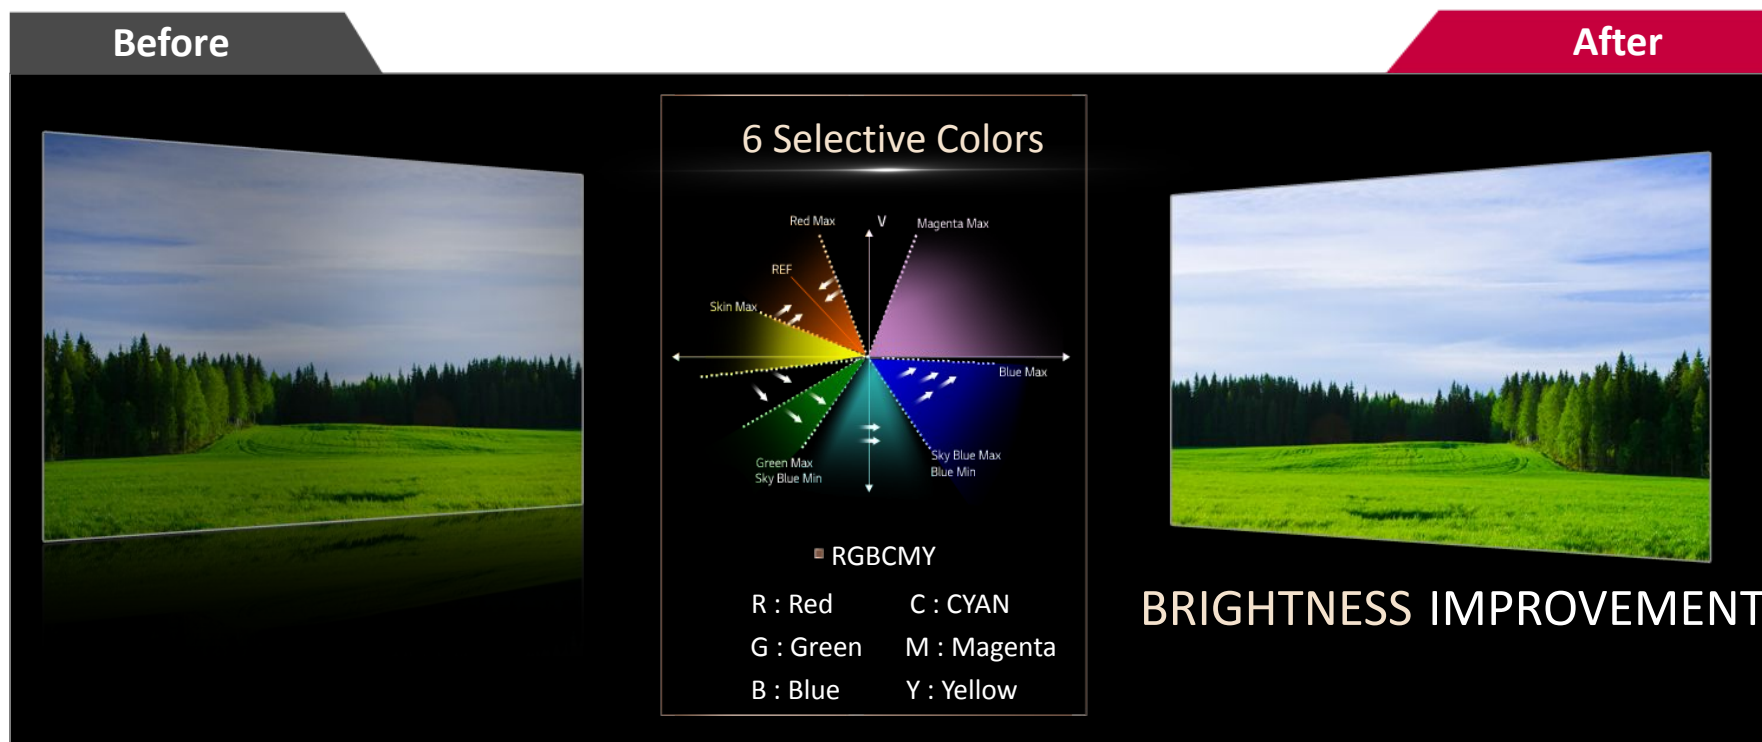 Before
After
6 Selective Colors
Red Max
V
Magenta Max
REF
Skin Max
Blue Max
Green Max
Sky Blue Min
Sky Blue Max
Blue Min
RGBCMY
R : Red C : CYAN
G : Green M : Magenta
B : Blue Y : Yellow
BRIGHTNESS IMPROVEMENT